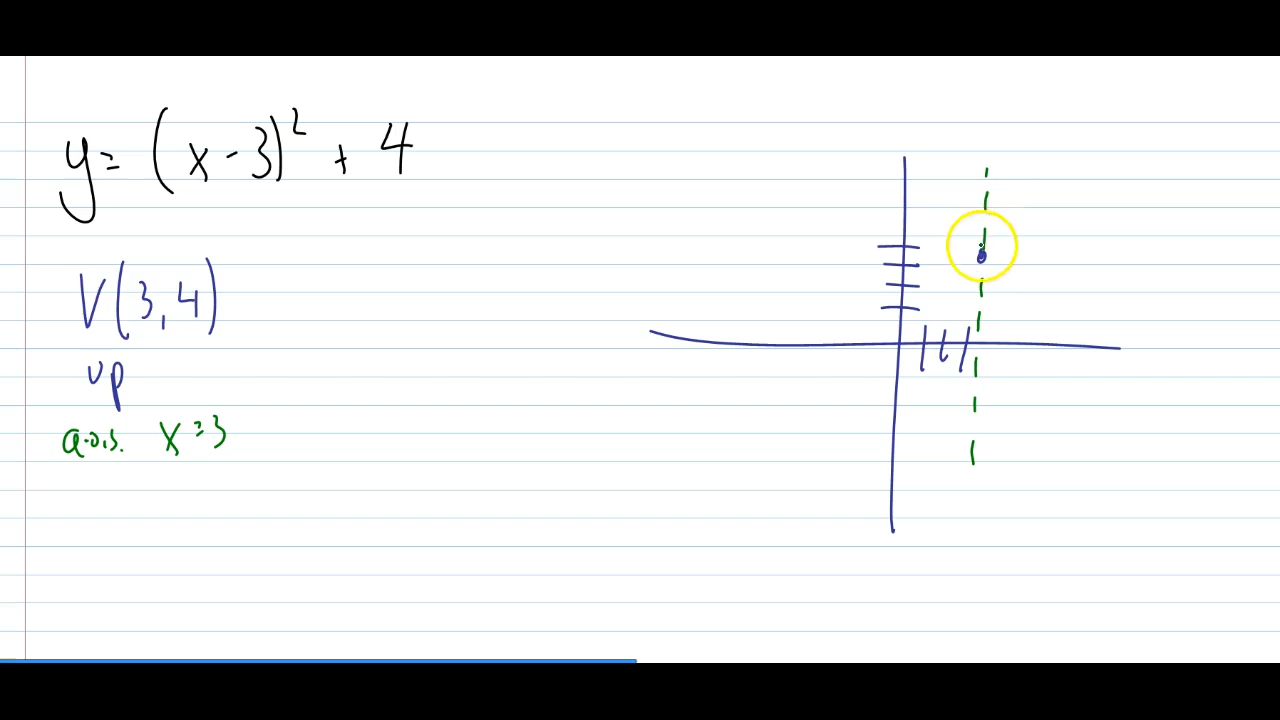 y = (x - 3)² + 4
V(3, 4)
up
a.o.s. x = 3